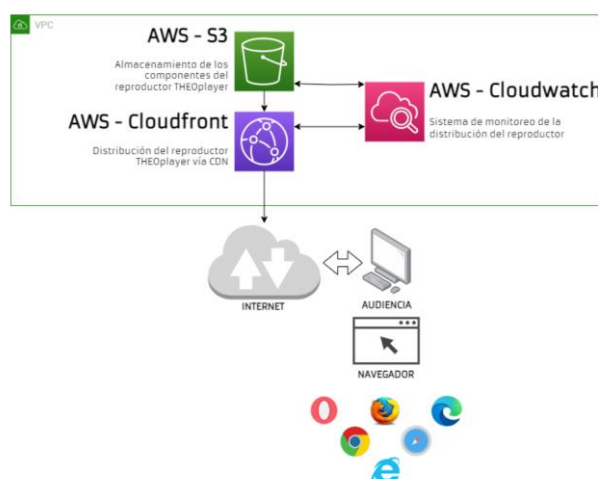 VPC
AWS - S3
Almacenamiento de los
componentes del
reproductor THEOplayer
AWS - Cloudwatch
Sistema de monitoreo de la
distribución del reproductor
AWS - Cloudfront
Distribución del reproductor
THEOplayer vía CDN
INTERNET
AUDIENCIA
NAVEGADOR